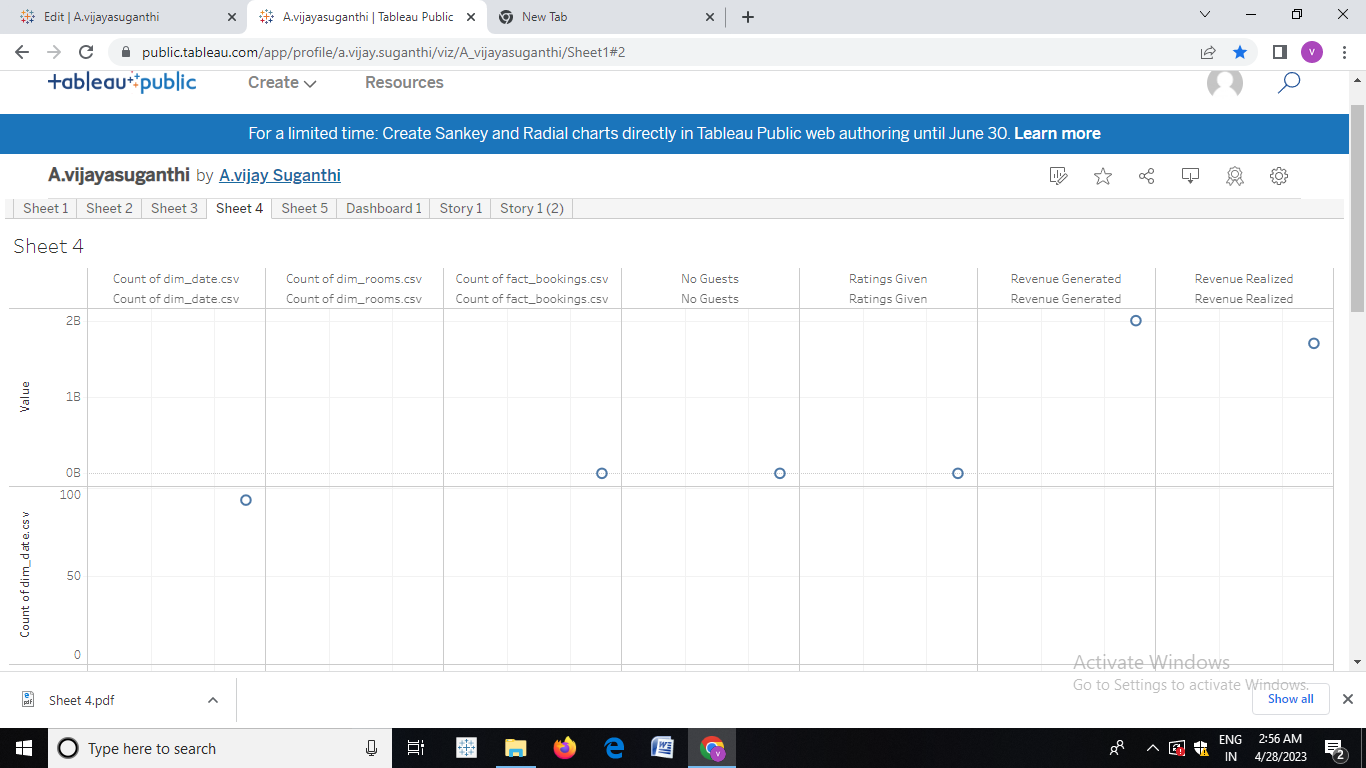 Edit | A.vijayasuganthi
A.vijayasuganthi | Tableau Public
New Tab
public.tableau.com/app/profile/a.vijay.suganthi/viz/A_vijayasuganthi/Sheet1#2
V
+ableau public
Create
Resources
For a limited time: Create Sankey and Radial charts directly in Tableau Public web authoring until June 30. Learn more
A.vijayasuganthi by A.vijay Suganthi
Sheet 1 Sheet 2 Sheet 3 Sheet 4 Sheet 5 Dashboard 1 Story 1 Story 1 (2)
Sheet 4
Count of dim_date.csv Count of dim_rooms.csv Count of fact_bookings.csv No Guests Ratings Given Revenue Generated Revenue Realized
Count of dim_date.csv Count of dim_rooms.csv Count of fact_bookings.csv No Guests Ratings Given Revenue Generated Revenue Realized
2B
Value
1B
0B
100
Count of dim_date.csv
50
0
Activate Windows
Go to Settings to activate Windows.
Sheet 4.pdf
Show all
Type here to search
ENG
IN
2:56 AM
4/28/2023
2